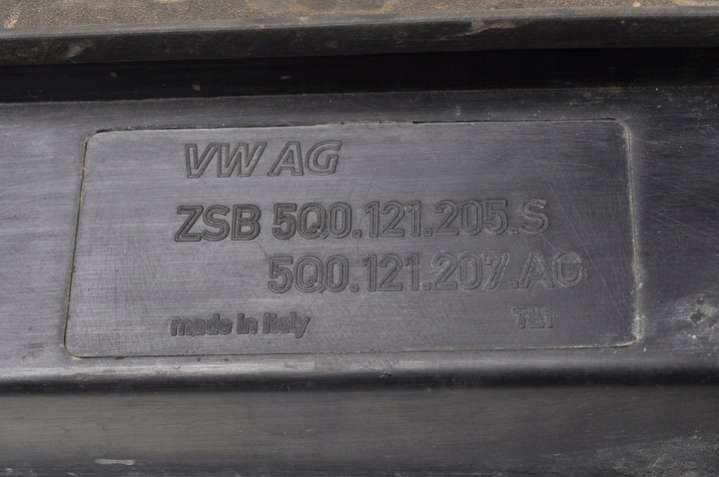 VW AG
ZSB 5Q0.121.205.S
5Q0.121.207.AG
made in Italy